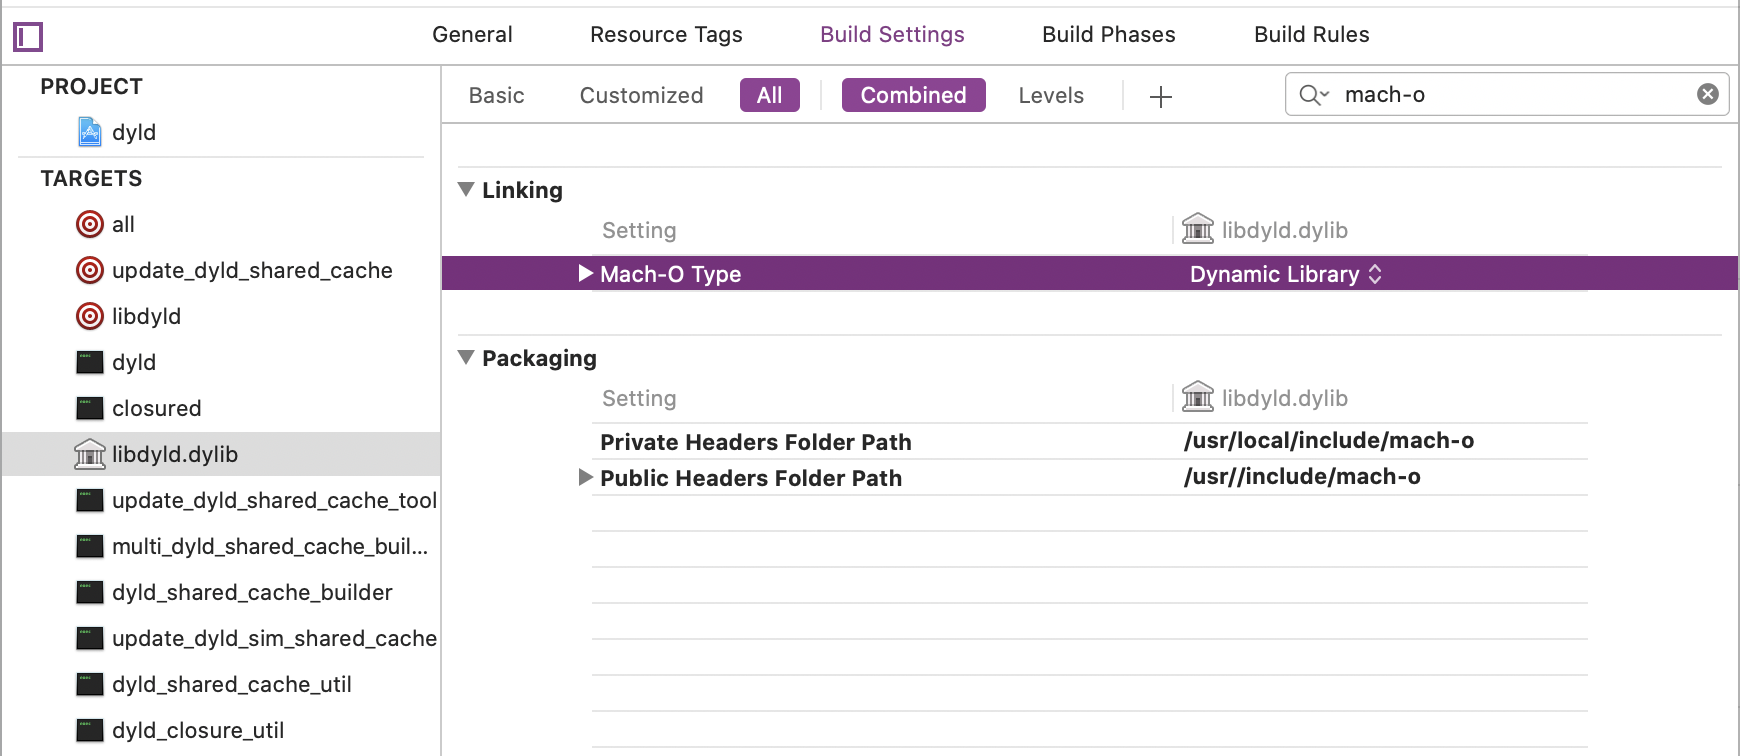 General Resource Tags Build Settings Build Phases Build Rules
PROJECT
dyld
TARGETS
all
update_dyld_shared_cache
libdyld
dyld
closured
libdyld.dylib
update_dyld_shared_cache_tool
multi_dyld_shared_cache_buil...
dyld_shared_cache_builder
update_dyld_sim_shared_cache
dyld_shared_cache_util
dyld_closure_util
Basic Customized All Combined Levels mach-o
Linking
Setting libdyld.dylib
Mach-O Type Dynamic Library
Packaging
Setting libdyld.dylib
Private Headers Folder Path /usr/local/include/mach-o
Public Headers Folder Path /usr//include/mach-o